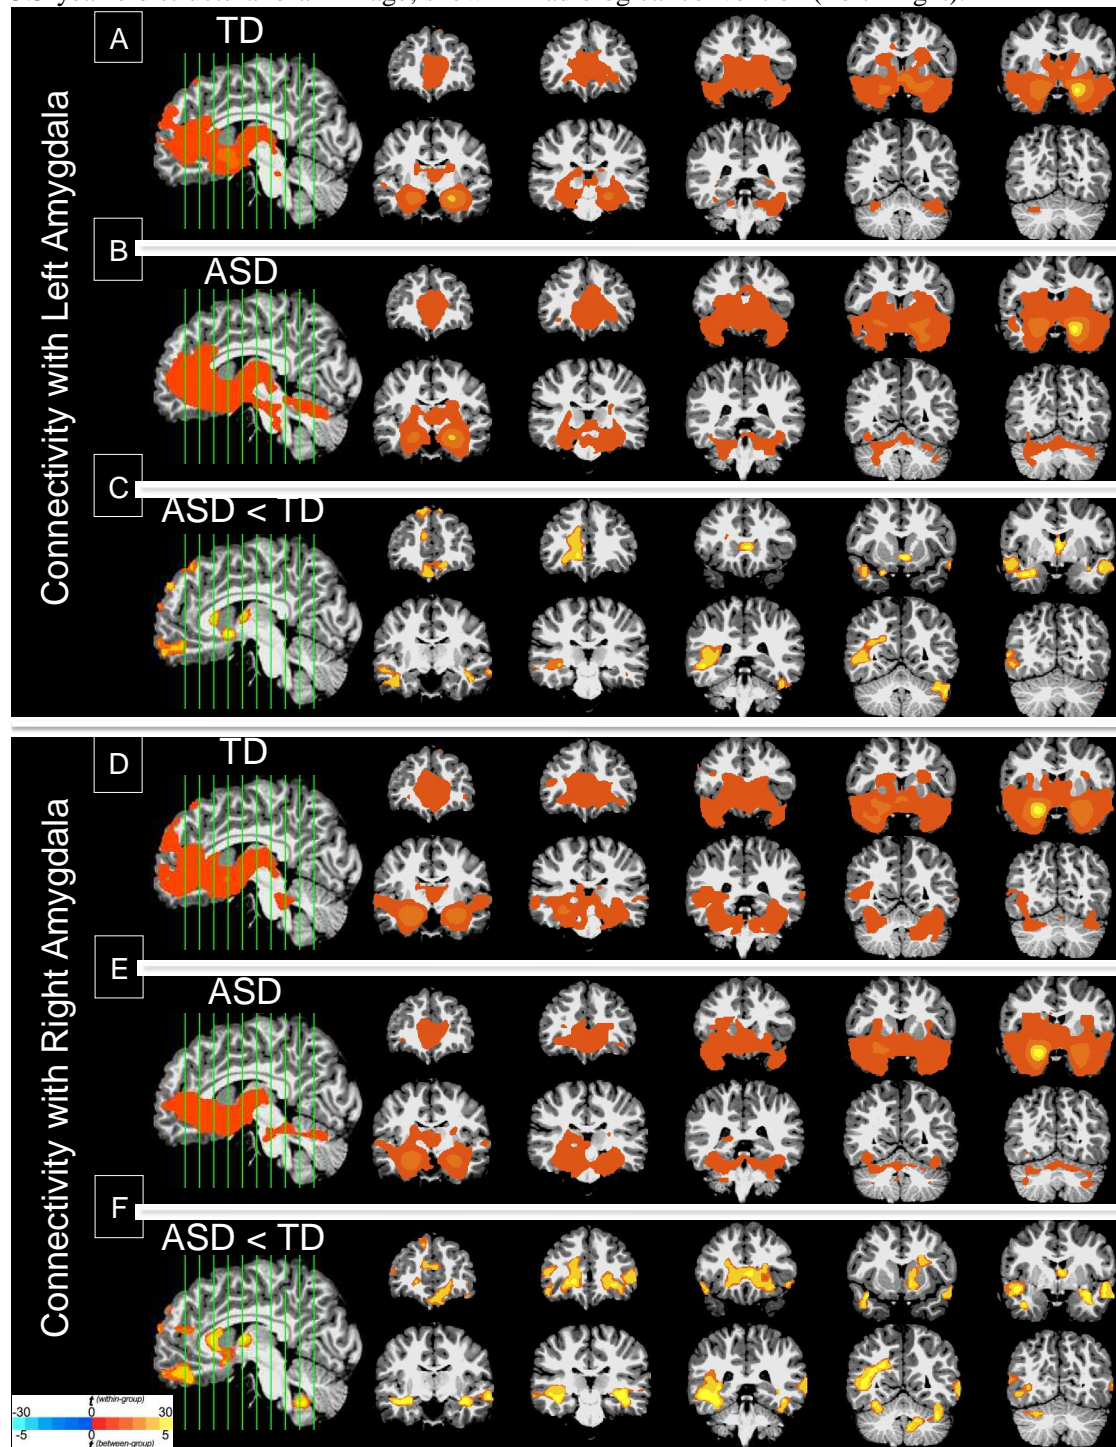 A
TD
B
ASD
C
ASD < TD
Connectivity with Left Amygdala
D
TD
E
ASD
F
ASD < TD
Connectivity with Right Amygdala
t (within-group)
-30 0 30
-5 0 5
t (between-group)